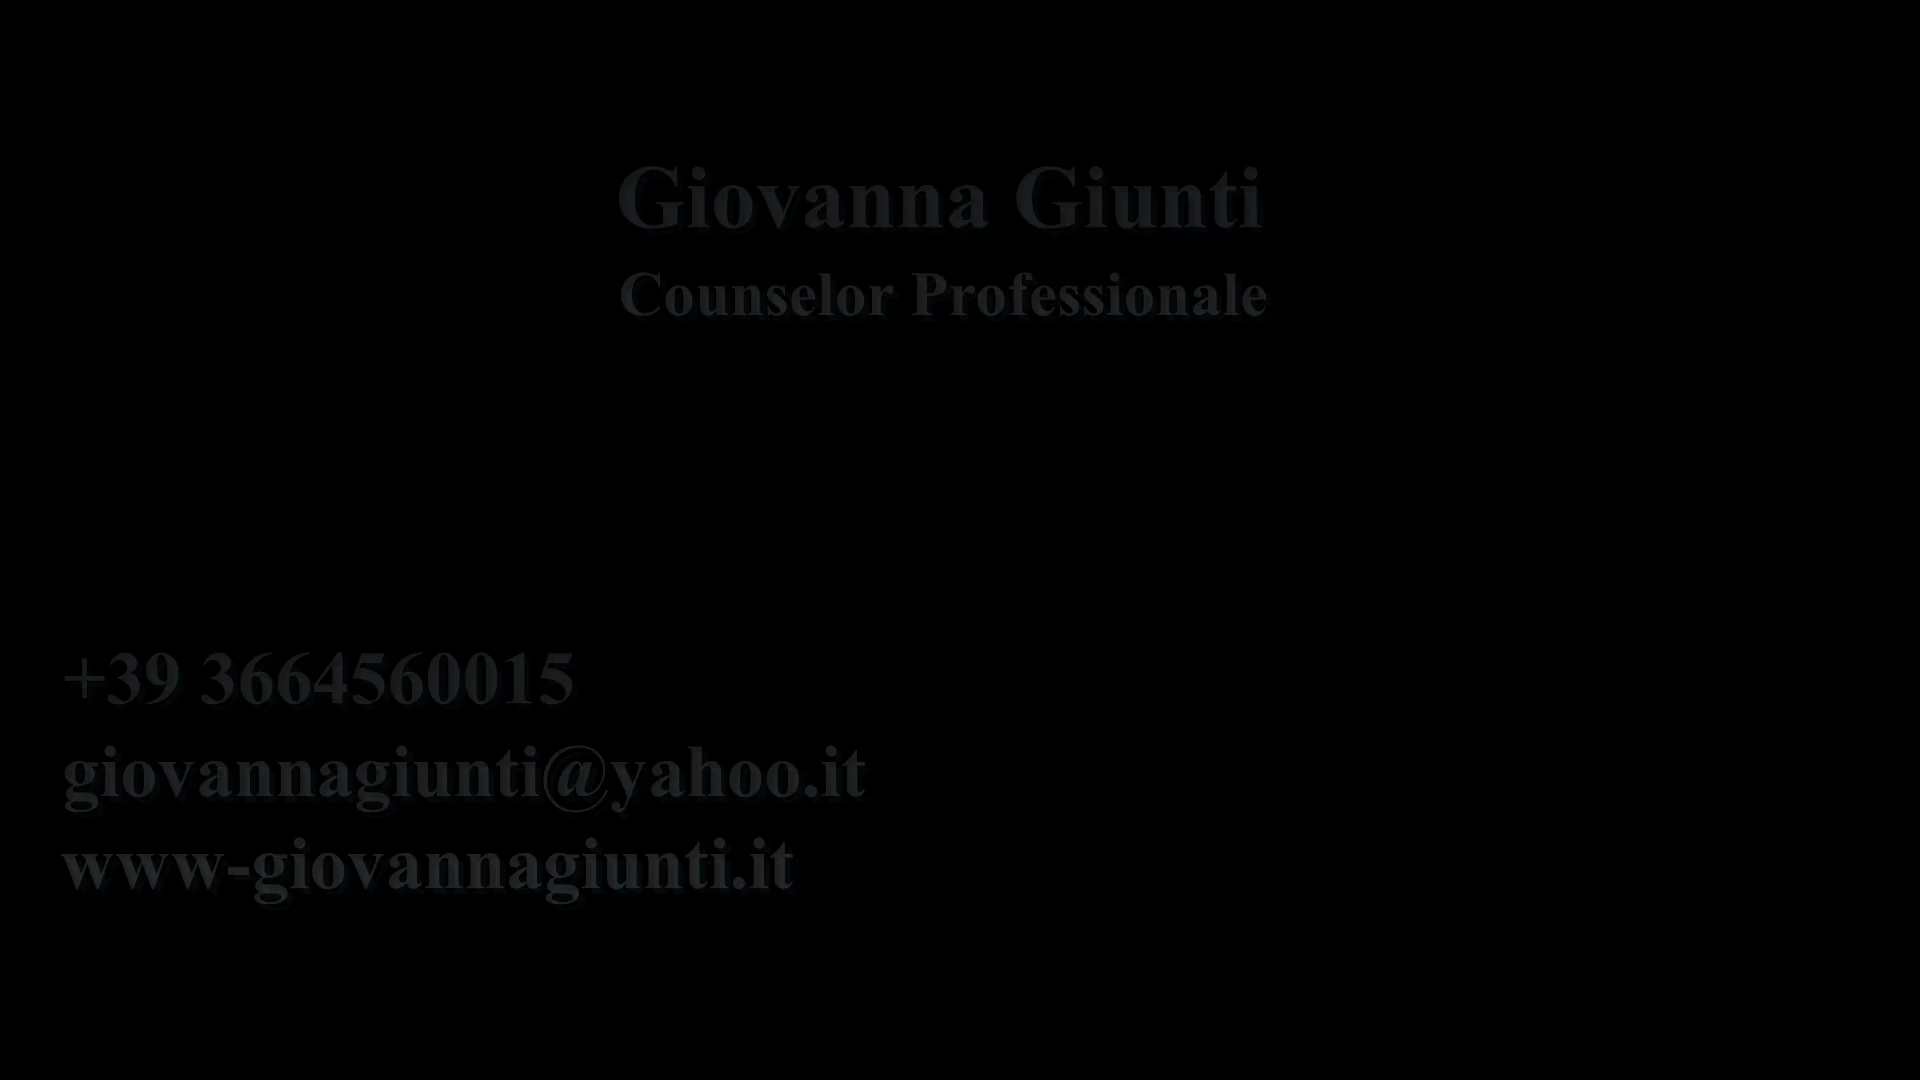 Giovanna Giunti
Counselor Professionale
+39 3664560015
giovannagiunti@yahoo.it
www-giovannagiunti.it